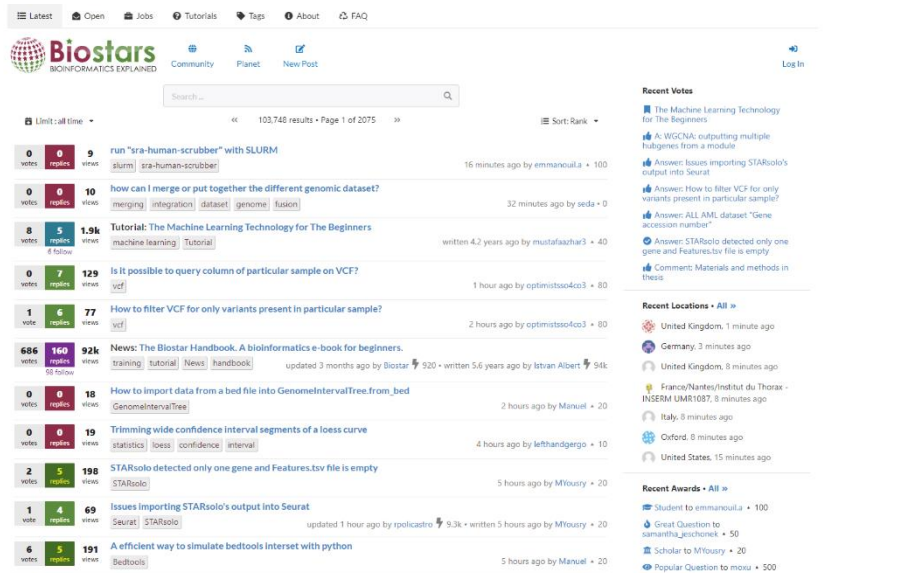 Latest Open Jobs Tutorials Tags About FAQ
Biostars
BIOINFORMATICS EXPLAINED
Community Planet New Post
Log In
Search ...
Limit : all time
« 103,748 results • Page 1 of 2075 »
Sort: Rank
0 votes 0 replies 9 views
run "sra-human-scrubber" with SLURM
slurm sra-human-scrubber
16 minutes ago by emmanouil.a • 100
0 votes 0 replies 10 views
how can I merge or put together the different genomic dataset?
merging integration dataset genome fusion
32 minutes ago by seda • 0
8 votes 5 replies 1.9k views
6 follow
Tutorial: The Machine Learning Technology for The Beginners
machine learning Tutorial
written 4.2 years ago by mustafaazhar3 • 40
0 votes 7 replies 129 views
Is it possible to query column of particular sample on VCF?
vcf
1 hour ago by optimistsso4co3 • 80
1 vote 6 replies 77 views
How to filter VCF for only variants present in particular sample?
vcf
2 hours ago by optimistsso4co3 • 80
686 votes 160 replies 92k views
98 follow
News: The Biostar Handbook. A bioinformatics e-book for beginners.
training tutorial News handbook
updated 3 months ago by Biostar 920 • written 5.6 years ago by Istvan Albert 94k
0 votes 0 replies 18 views
How to import data from a bed file into GenomeIntervalTree.from_bed
GenomeIntervalTree
2 hours ago by Manuel • 20
0 votes 0 replies 19 views
Trimming wide confidence interval segments of a loess curve
statistics loess confidence interval
4 hours ago by lefthandgergo • 10
2 votes 5 replies 198 views
STARsolo detected only one gene and Features.tsv file is empty
STARsolo
5 hours ago by MYousry • 20
1 vote 4 replies 69 views
Issues importing STARsolo's output into Seurat
Seurat STARsolo
updated 1 hour ago by rpolicastro 9.3k • written 5 hours ago by MYousry • 20
6 votes 5 replies 191 views
A efficient way to simulate bedtools interset with python
Bedtools
5 hours ago by Manuel • 20
Recent Votes
The Machine Learning Technology
for The Beginners
A: WGCNA: outputting multiple
hubgenes from a module
Answer: Issues importing STARsolo's
output into Seurat
Answer: How to filter VCF for only
variants present in particular sample?
Answer: ALL AML dataset "Gene
accession number"
Answer: STARsolo detected only one
gene and Features.tsv file is empty
Comment: Materials and methods in
thesis
Recent Locations • All »
United Kingdom, 1 minute ago
Germany, 3 minutes ago
United Kingdom, 8 minutes ago
France/Nantes/Institut du Thorax -
INSERM UMR1087, 8 minutes ago
Italy, 8 minutes ago
Oxford, 8 minutes ago
United States, 15 minutes ago
Recent Awards • All »
Student to emmanouil.a • 100
Great Question to
samantha_jeschonek • 50
Scholar to MYousry • 20
Popular Question to moxu • 500